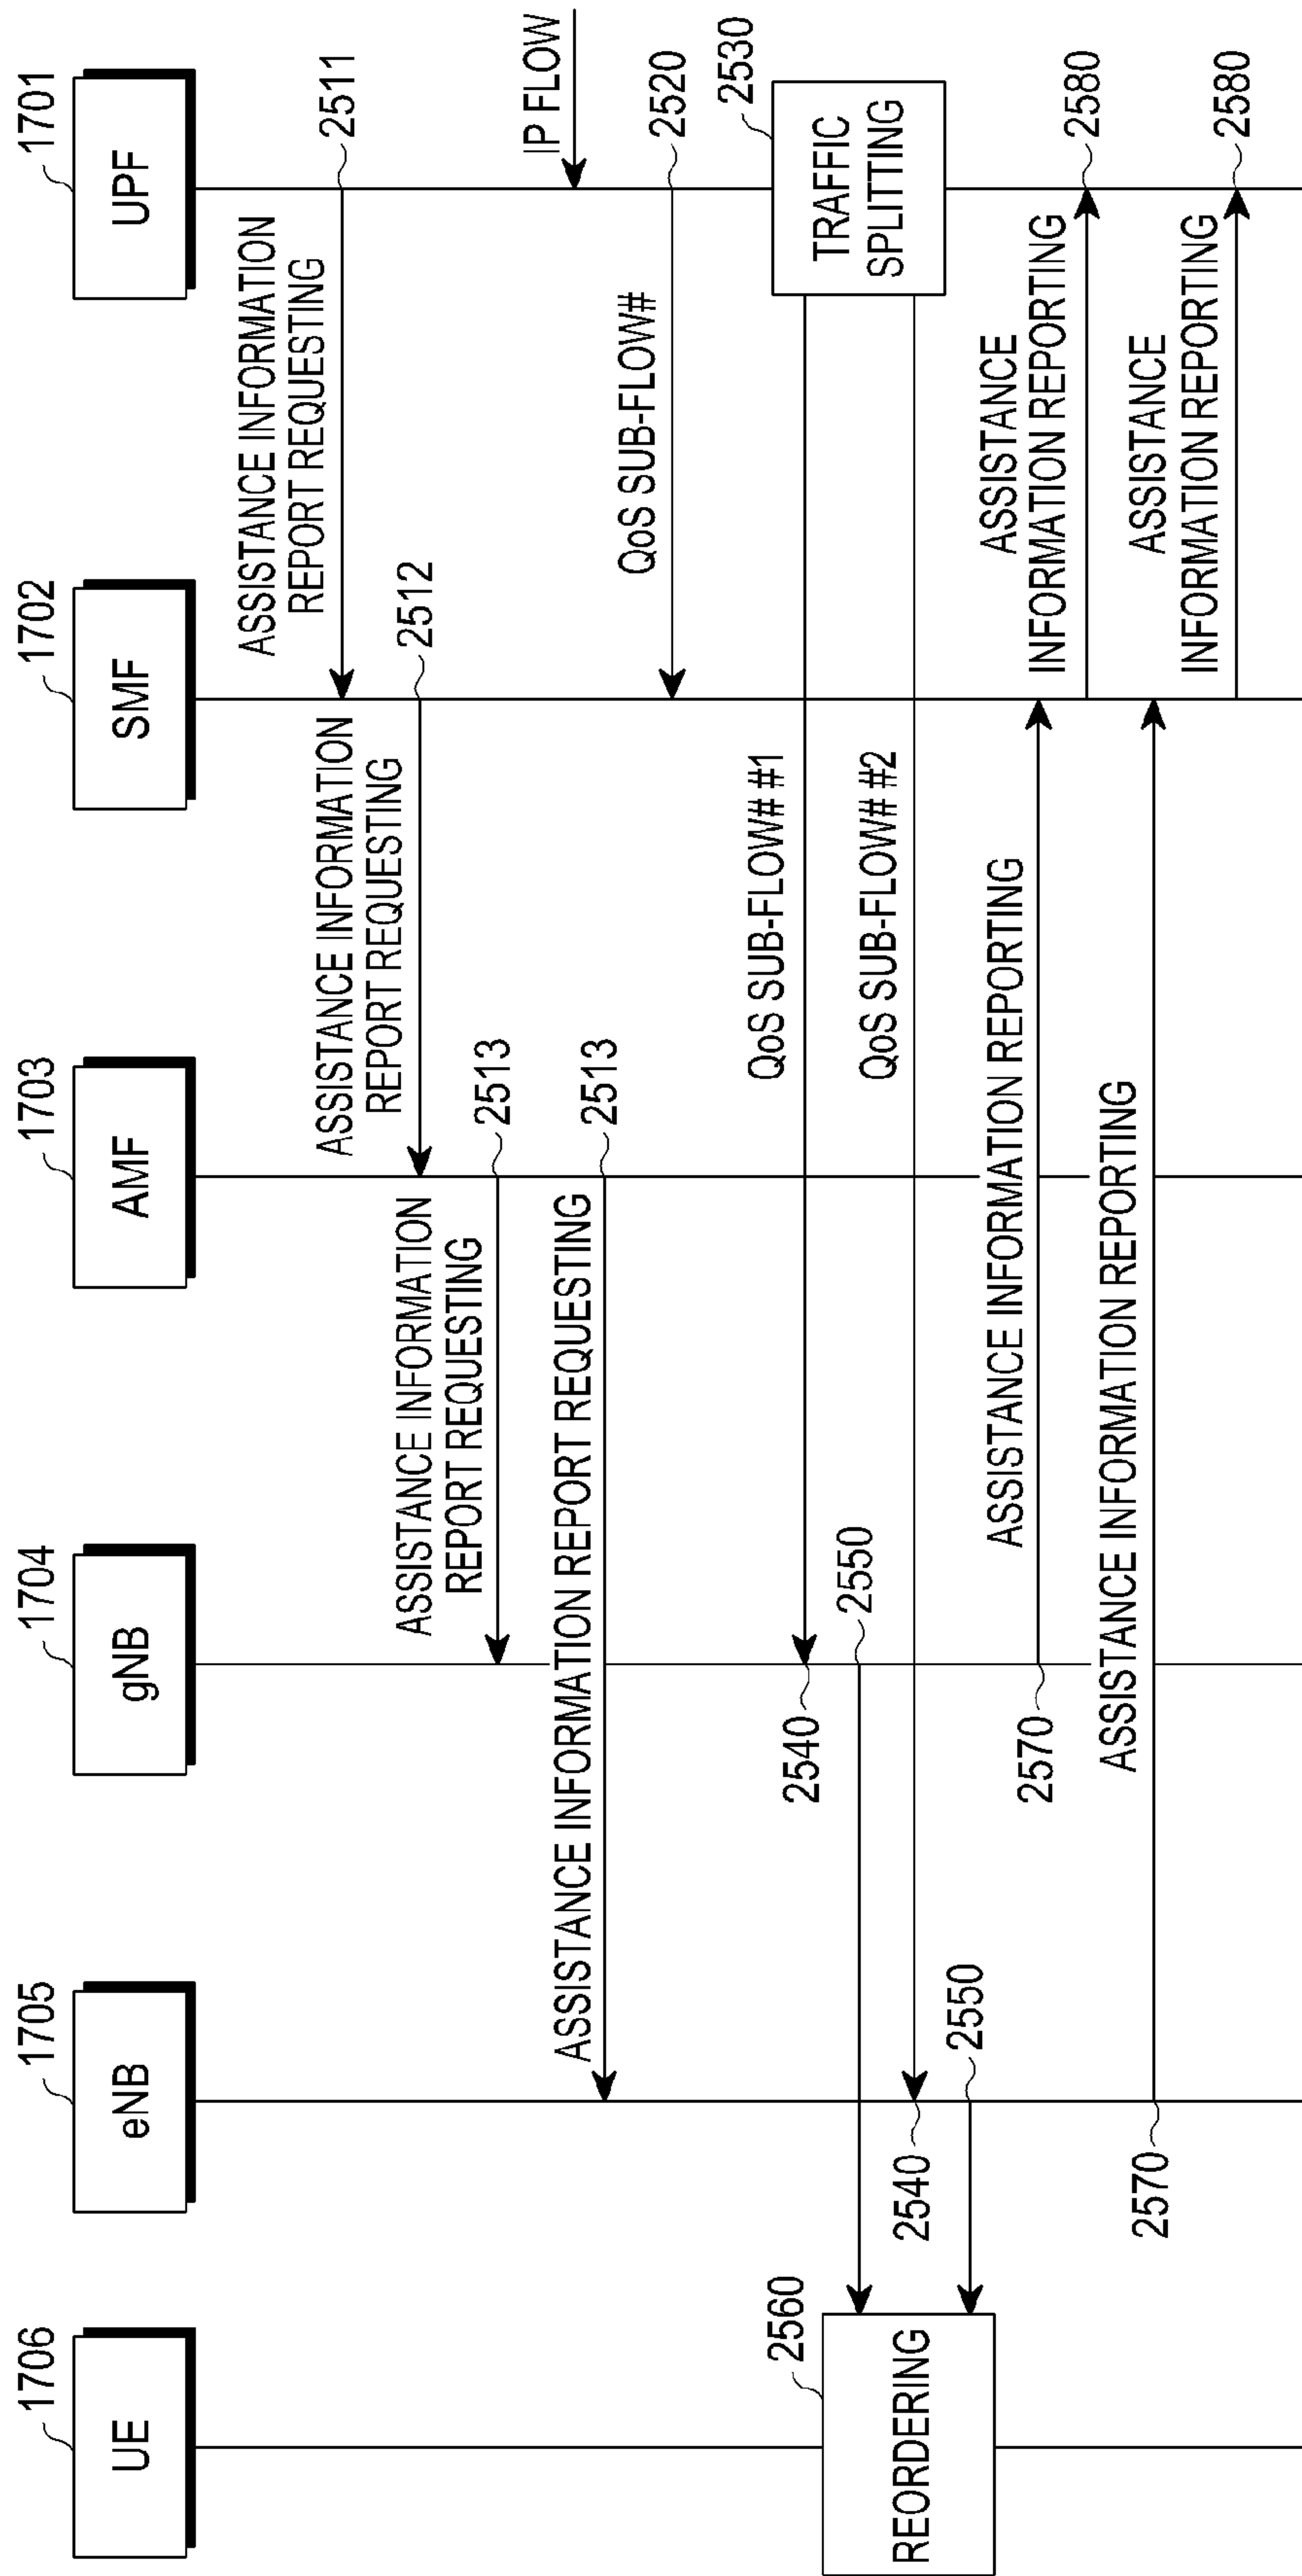 1706
1705
1704
1703
1702
1701
UE
eNB
gNB
AMF
SMF
UPF
ASSISTANCE INFORMATION
REPORT REQUESTING
2511
ASSISTANCE INFORMATION
REPORT REQUESTING
2512
ASSISTANCE INFORMATION
REPORT REQUESTING
2513
IP FLOW
ASSISTANCE INFORMATION REPORT REQUESTING
2513
QoS SUB-FLOW#
2520
2530
TRAFFIC
SPLITTING
QoS SUB-FLOW# #1
2540
2560
REORDERING
2550
QoS SUB-FLOW# #2
2540
2550
ASSISTANCE INFORMATION REPORTING
2570
ASSISTANCE
INFORMATION REPORTING
2580
ASSISTANCE INFORMATION REPORTING
2570
ASSISTANCE
INFORMATION REPORTING
2580